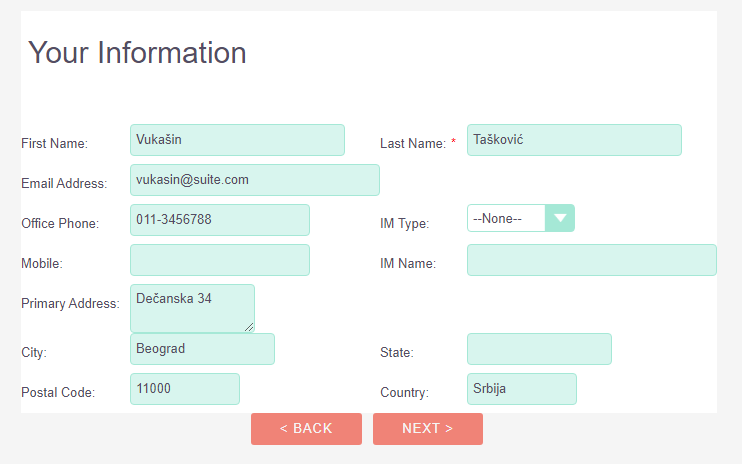 Your Information
First Name: Vukašin Last Name: * Tašković
Email Address: vukasin@suite.com
Office Phone: 011-3456788 IM Type: --None--
Mobile: IM Name:
Primary Address: Dečanska 34
City: Beograd State:
Postal Code: 11000 Country: Srbija
< BACK NEXT >